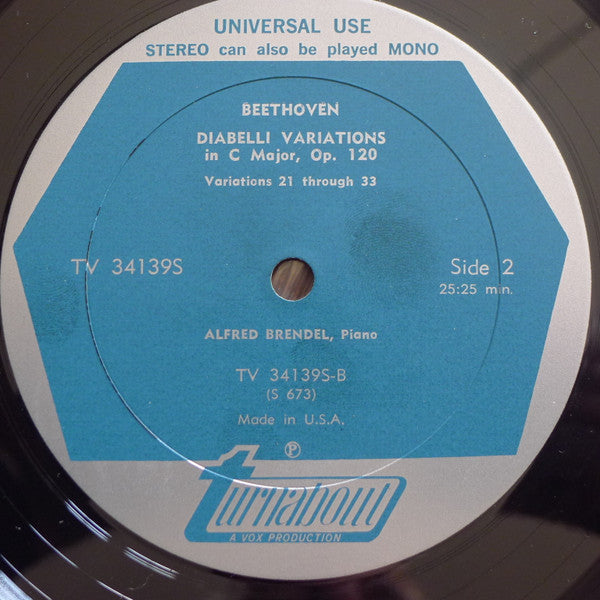 UNIVERSAL USE
STEREO can also be played MONO
BEETHOVEN
DIABELLI VARIATIONS
in C Major, Op. 120
Variations 21 through 33
TV 34139S
Side 2
25:25 min.
ALFRED BRENDEL, Piano
TV 34139S-B
(S 673)
Made in U.S.A.
℗
turnabout
A VOX PRODUCTION